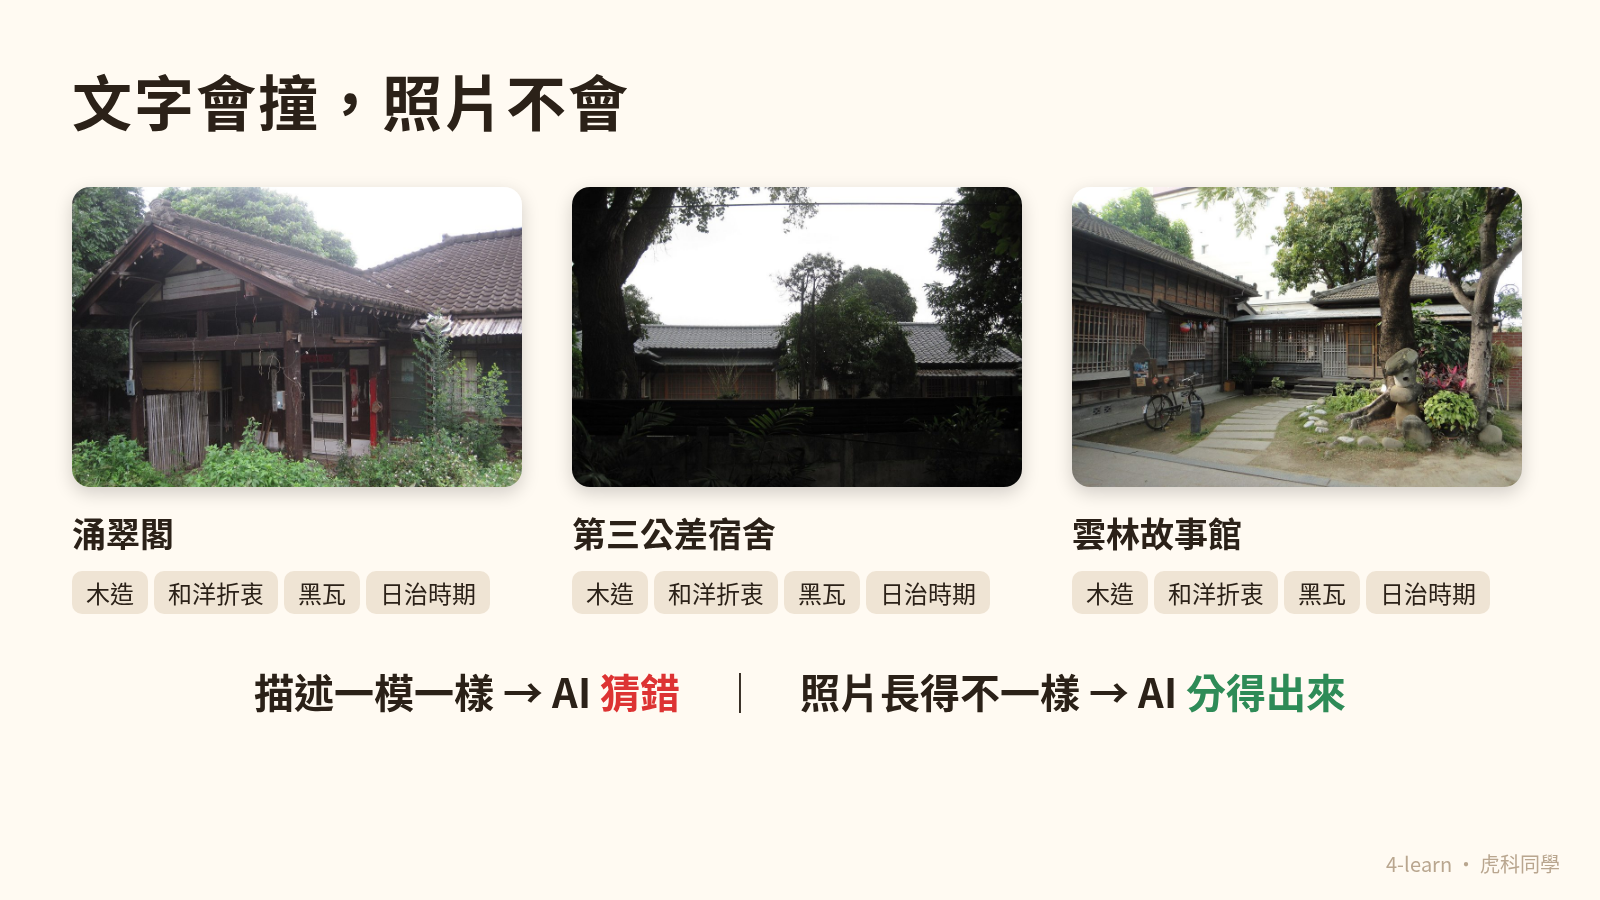 文字會撞，照片不會
涌翠閣
木造 和洋折衷 黑瓦 日治時期
第三公差宿舍
木造 和洋折衷 黑瓦 日治時期
雲林故事館
木造 和洋折衷 黑瓦 日治時期
描述一模一樣 → AI 猜錯 ｜ 照片長得不一樣 → AI 分得出來
4-learn · 虎科同學